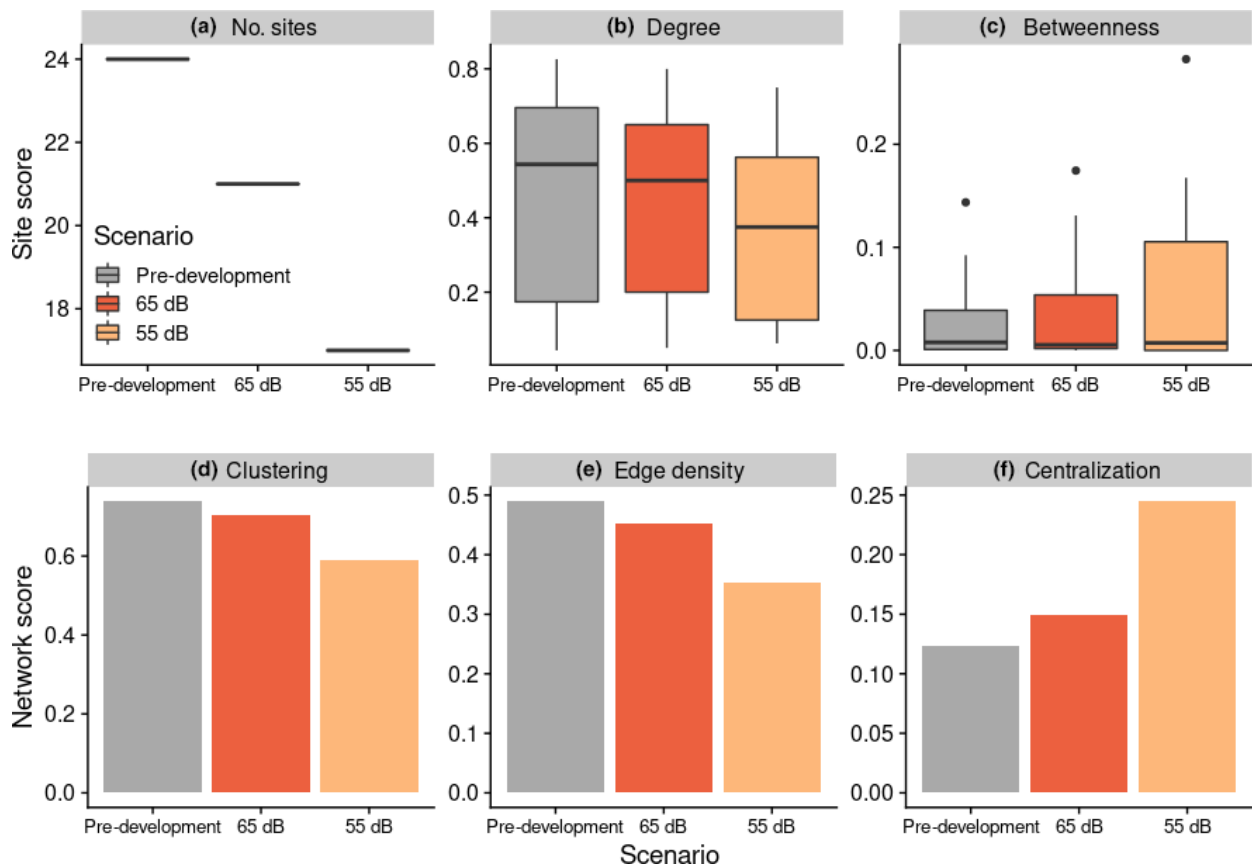 (a) No. sites
(b) Degree
(c) Betweenness
Site score
24
22
20
18
Scenario
Pre-development
65 dB
55 dB
Pre-development 65 dB 55 dB
0.8
0.6
0.4
0.2
Pre-development 65 dB 55 dB
0.2
0.1
0.0
Pre-development 65 dB 55 dB
(d) Clustering
(e) Edge density
(f) Centralization
Network score
0.6
0.4
0.2
0.0
Pre-development 65 dB 55 dB
0.5
0.4
0.3
0.2
0.1
0.0
Pre-development 65 dB 55 dB
0.25
0.20
0.15
0.10
0.05
0.00
Pre-development 65 dB 55 dB
Scenario